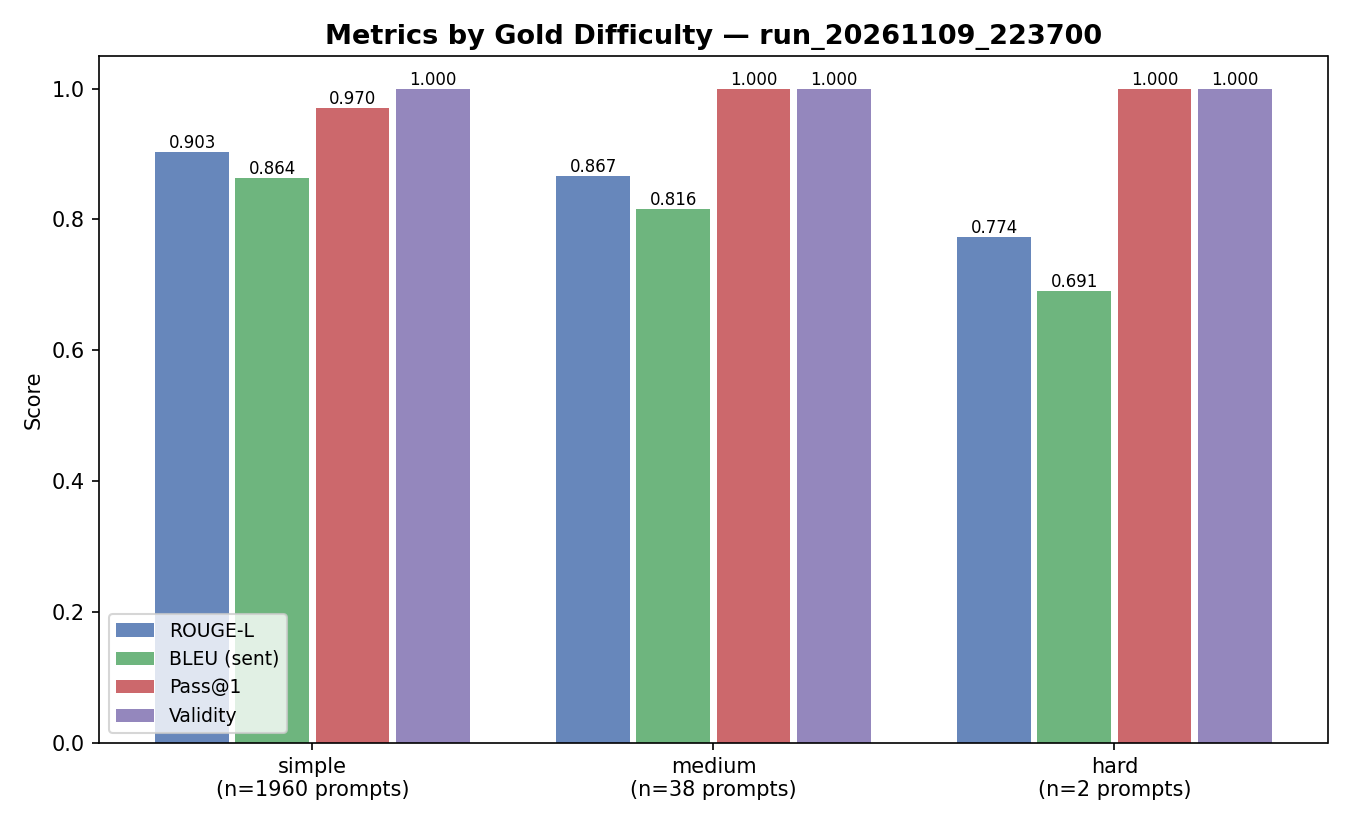 Metrics by Gold Difficulty — run_20261109_223700
1.000
1.000
1.000
1.000
1.000
0.970
0.903
0.864
0.867
0.816
0.774
0.691
Score
1.0
0.8
0.6
0.4
0.2
0.0
ROUGE-L
BLEU (sent)
Pass@1
Validity
simple
(n=1960 prompts)
medium
(n=38 prompts)
hard
(n=2 prompts)